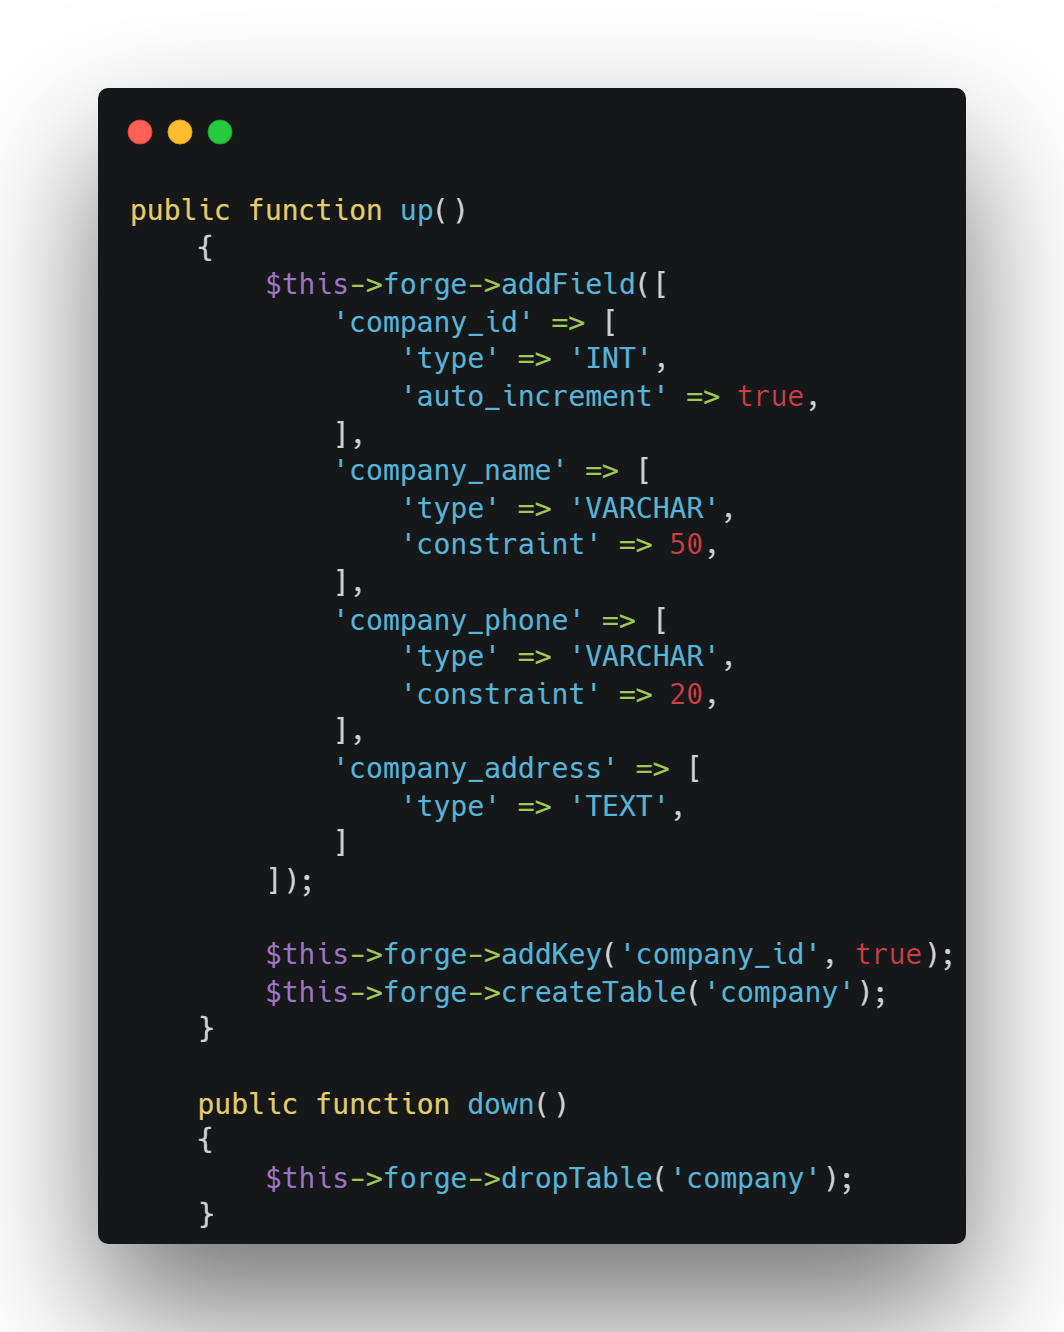 public function up()
    {
        $this->forge->addField([
            'company_id' => [
                'type' => 'INT',
                'auto_increment' => true,
            ],
            'company_name' => [
                'type' => 'VARCHAR',
                'constraint' => 50,
            ],
            'company_phone' => [
                'type' => 'VARCHAR',
                'constraint' => 20,
            ],
            'company_address' => [
                'type' => 'TEXT',
            ]
        ]);

        $this->forge->addKey('company_id', true);
        $this->forge->createTable('company');
    }

    public function down()
    {
        $this->forge->dropTable('company');
    }